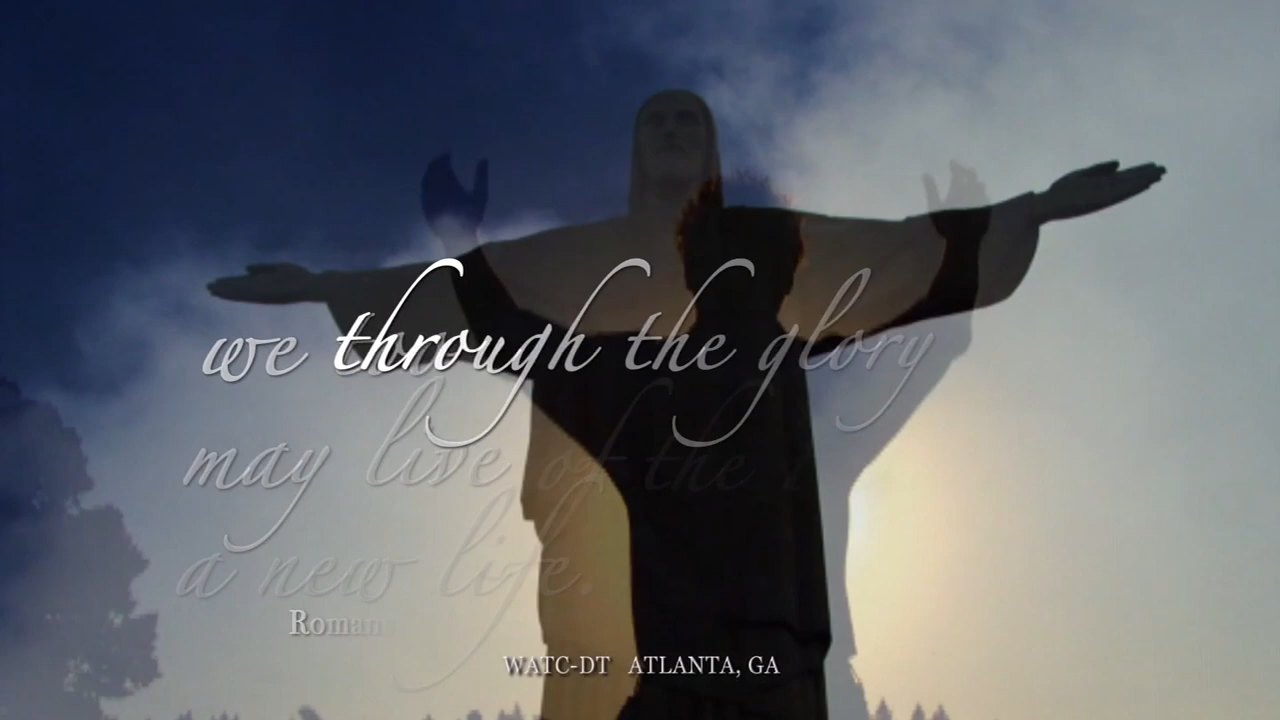 we through the glory
may live of the
a new life.
Roman
WATC-DT ATLANTA, GA